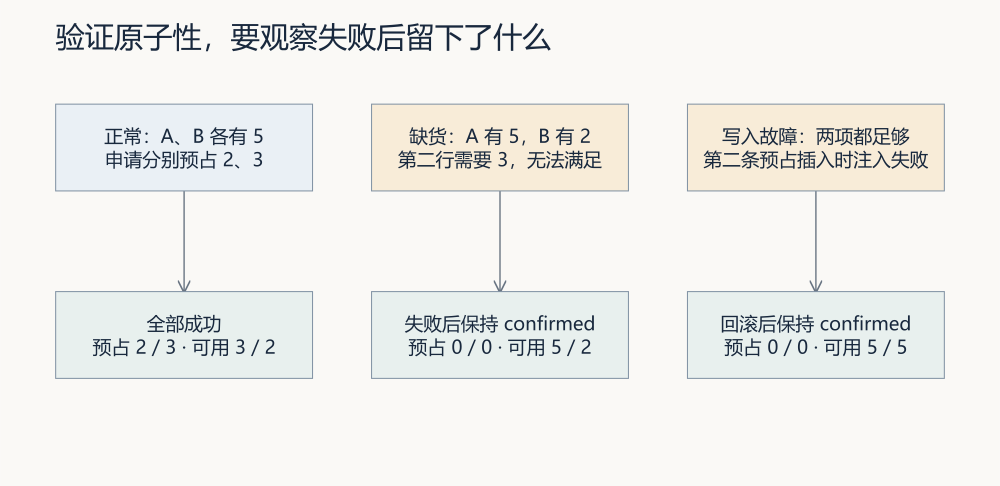 验证原子性，要观察失败后留下了什么
正常：A、B 各有 5
申请分别预占 2、3
缺货：A 有 5，B 有 2
第二行需要 3，无法满足
写入故障：两项都足够
第二条预占插入时注入失败
全部成功
预占 2 / 3 · 可用 3 / 2
失败后保持 confirmed
预占 0 / 0 · 可用 5 / 2
回滚后保持 confirmed
预占 0 / 0 · 可用 5 / 5